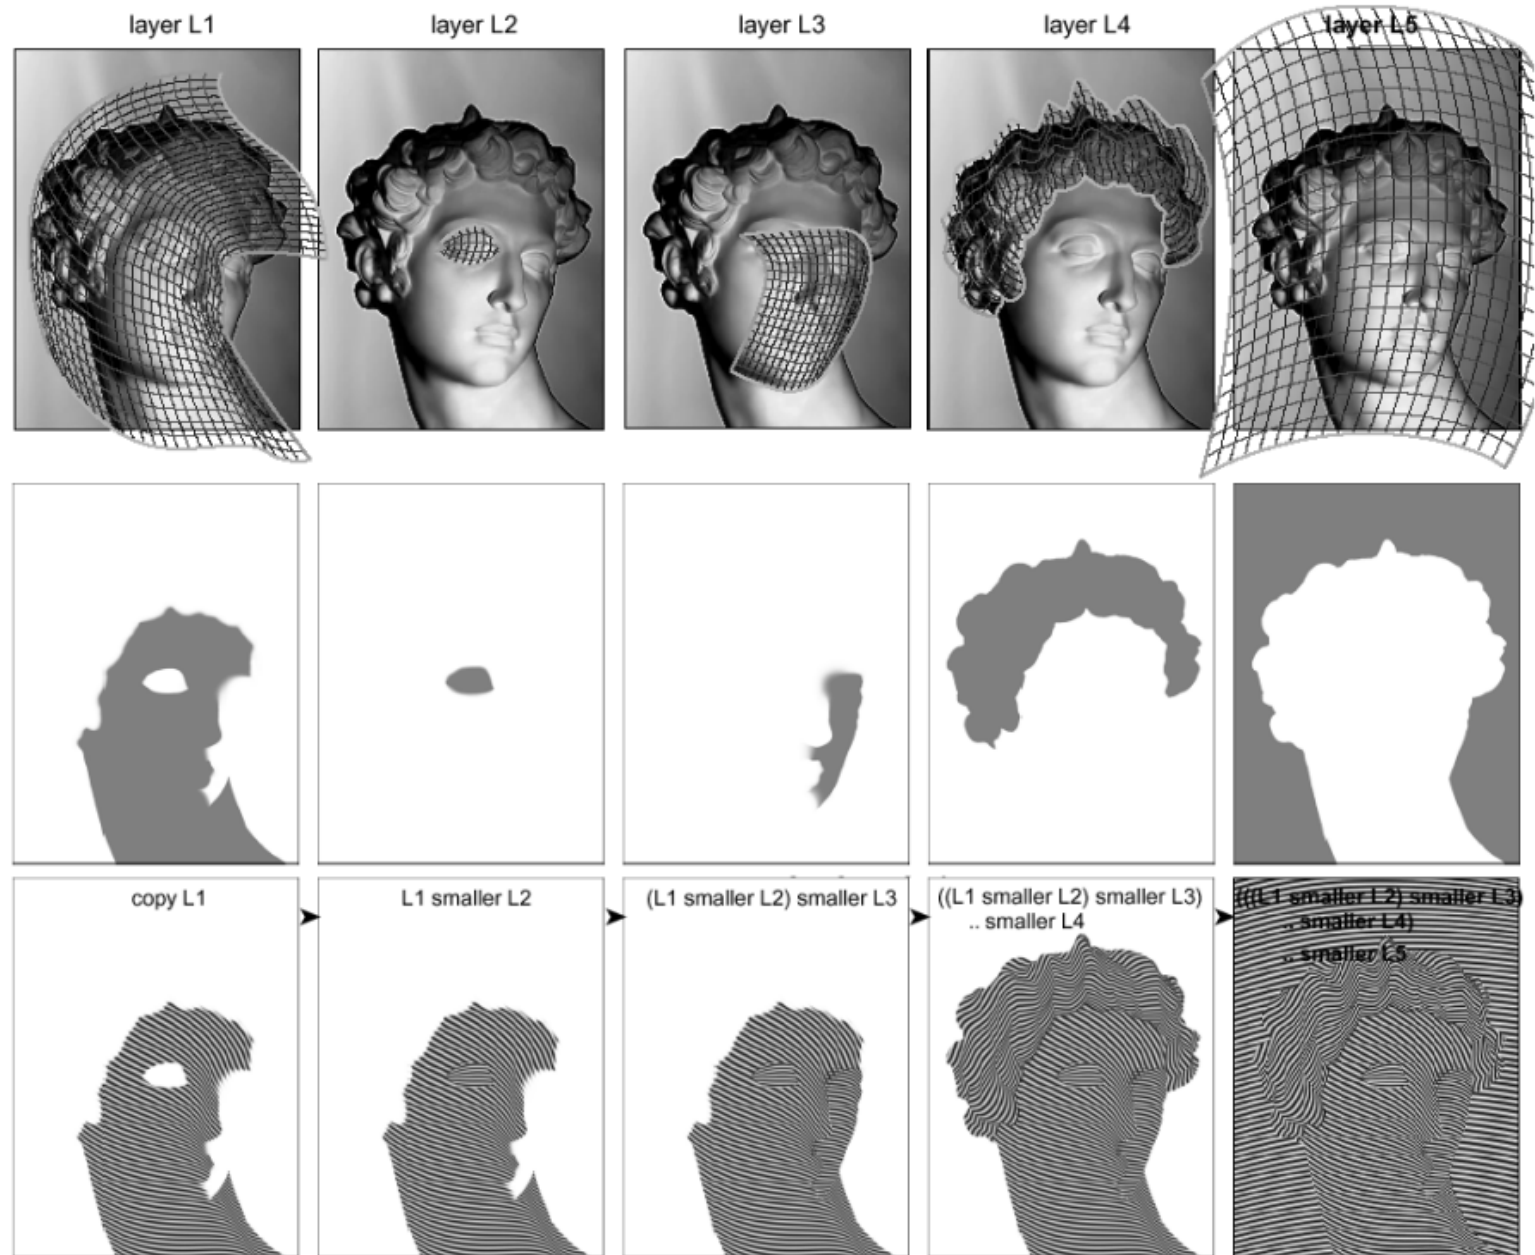 layer L1
layer L2
layer L3
layer L4
layer L5
copy L1
L1 smaller L2
(L1 smaller L2) smaller L3
((L1 smaller L2) smaller L3)
.. smaller L4
(((L1 smaller L2) smaller L3)
.. smaller L4)
.. smaller L5